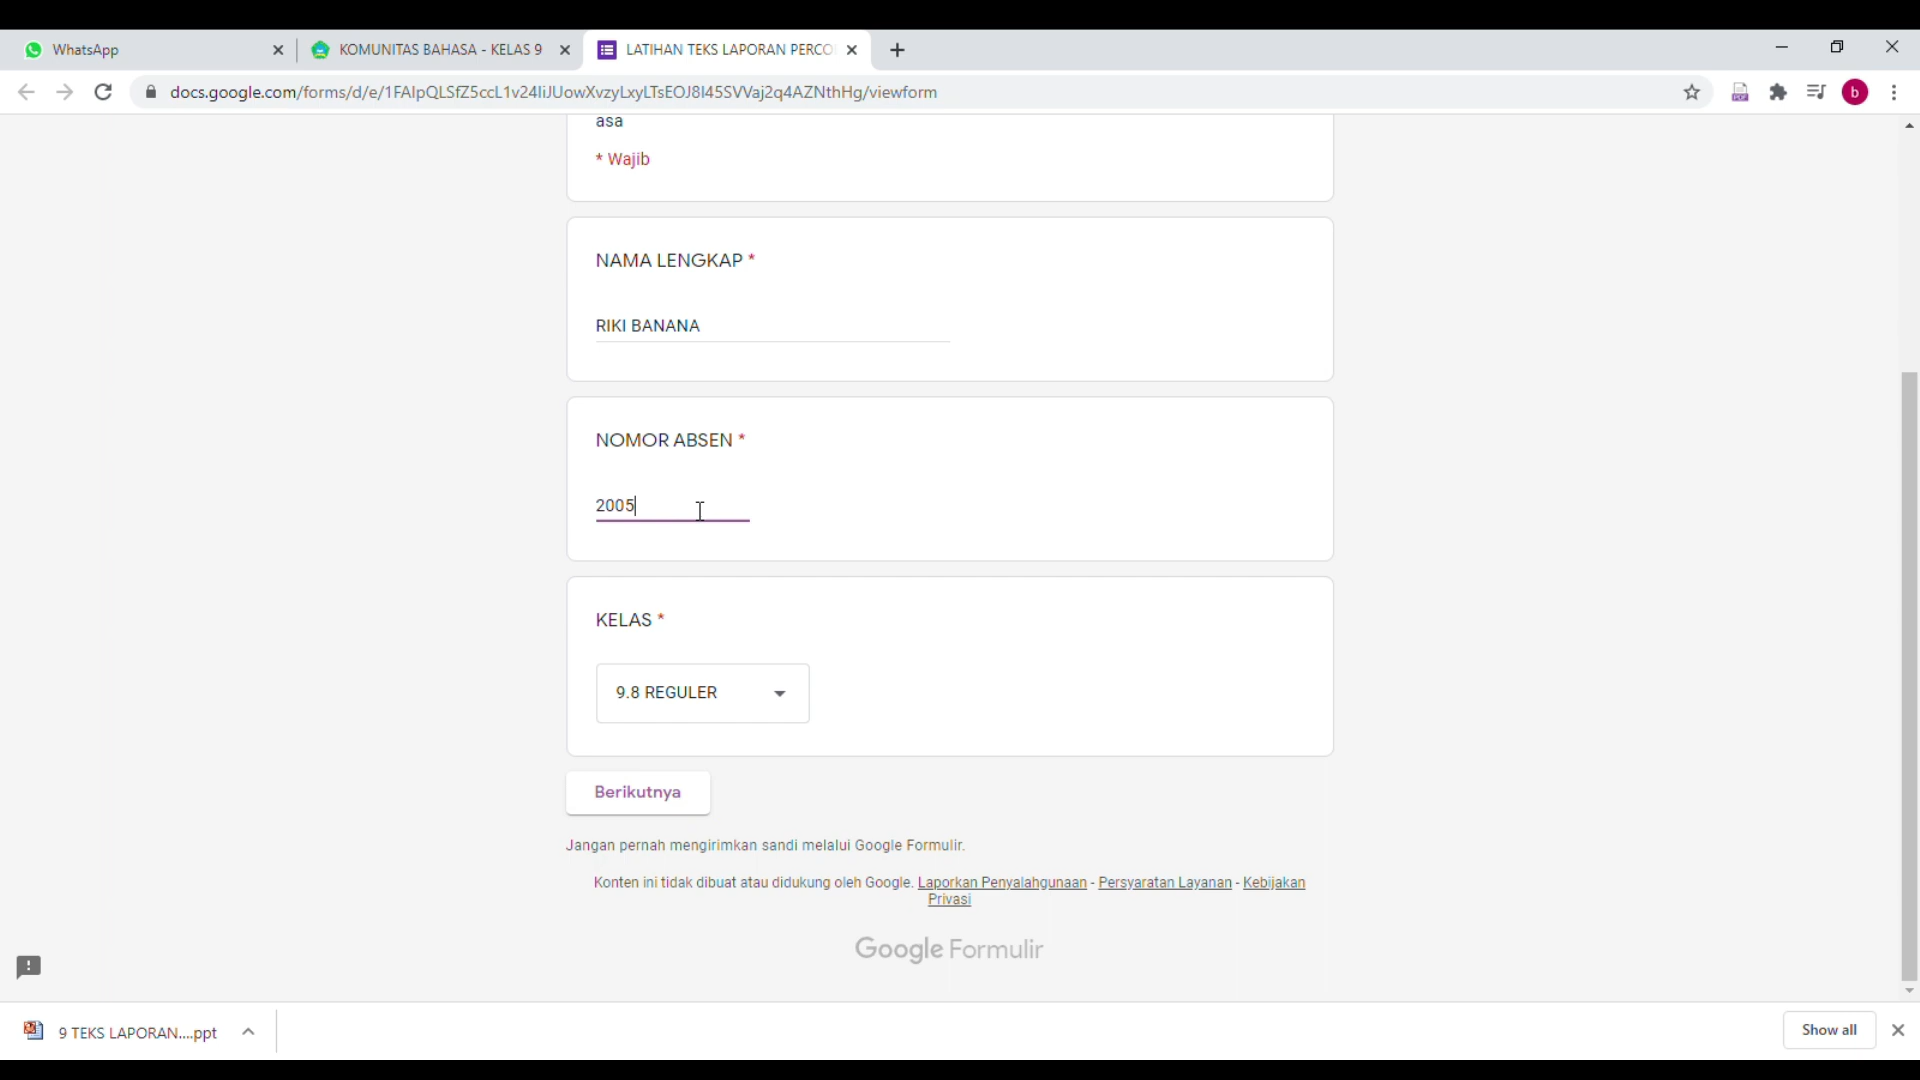 WhatsApp
KOMUNITAS BAHASA - KELAS 9
LATIHAN TEKS LAPORAN PERCO
docs.google.com/forms/d/e/1FAIpQLSfZ5ccL1v24IiJUowXvzyLxyLTsEOJ8I45SVVaj2q4AZNthHg/viewform
b
asa
* Wajib
NAMA LENGKAP *
RIKI BANANA
NOMOR ABSEN *
2005
KELAS *
9.8 REGULER
Berikutnya
Jangan pernah mengirimkan sandi melalui Google Formulir.
Konten ini tidak dibuat atau didukung oleh Google. Laporkan Penyalahgunaan - Persyaratan Layanan - Kebijakan
Privasi
Google Formulir
9 TEKS LAPORAN....ppt
Show all